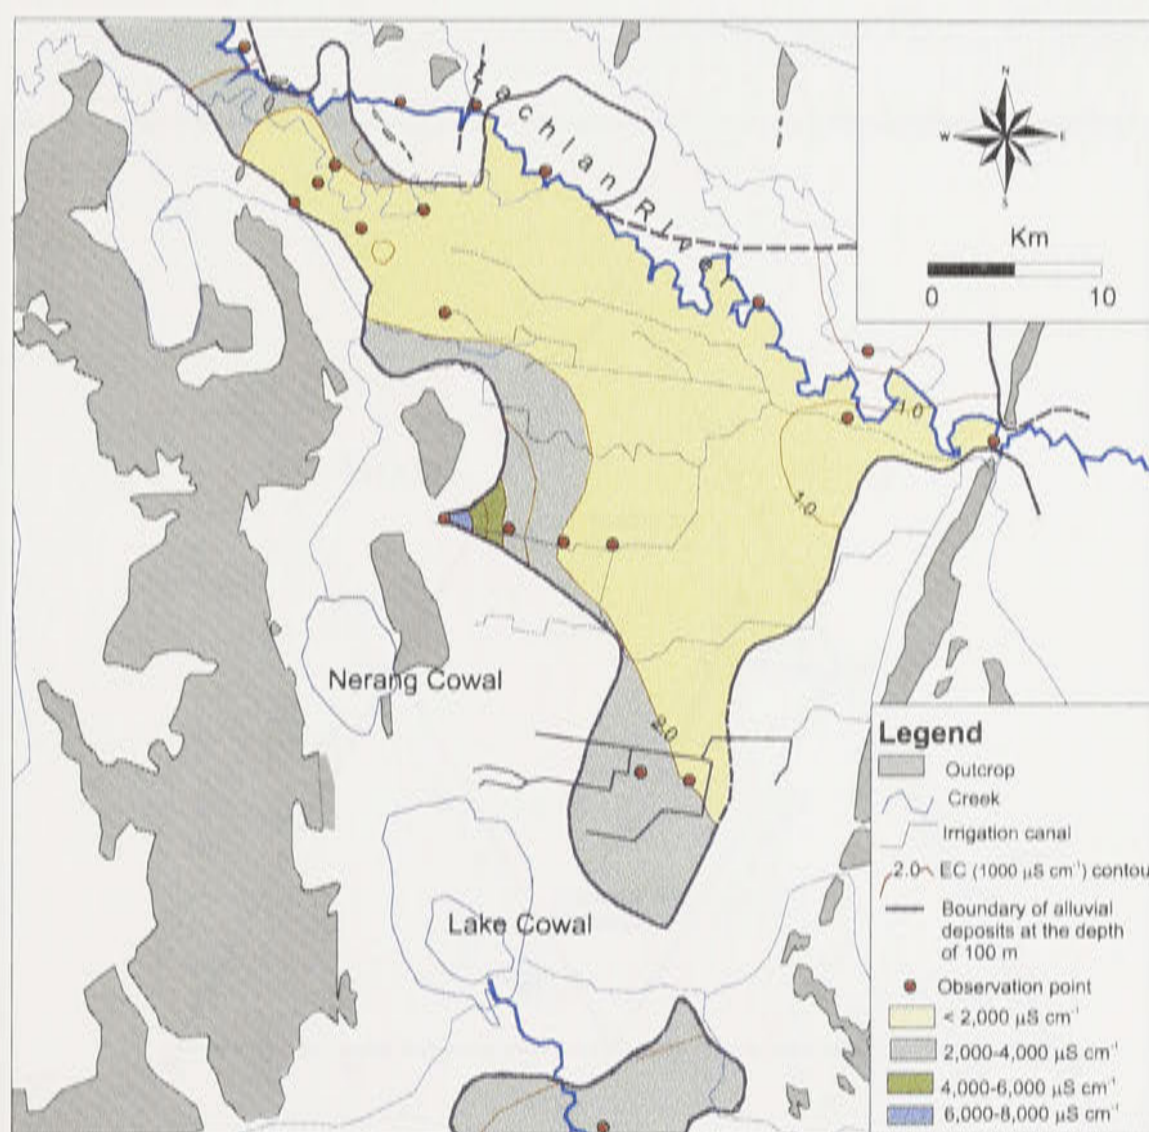 N
W
E
S
Km
0 10
Lachlan River
1.0
1.0
2.0
Nerang Cowal
Lake Cowal
Legend
Outcrop
Creek
Irrigation canal
2.0 EC (1000 µS cm⁻¹) contou
Boundary of alluvial
deposits at the depth
of 100 m
Observation point
< 2,000 µS cm⁻¹
2,000-4,000 µS cm⁻¹
4,000-6,000 µS cm⁻¹
6,000-8,000 µS cm⁻¹